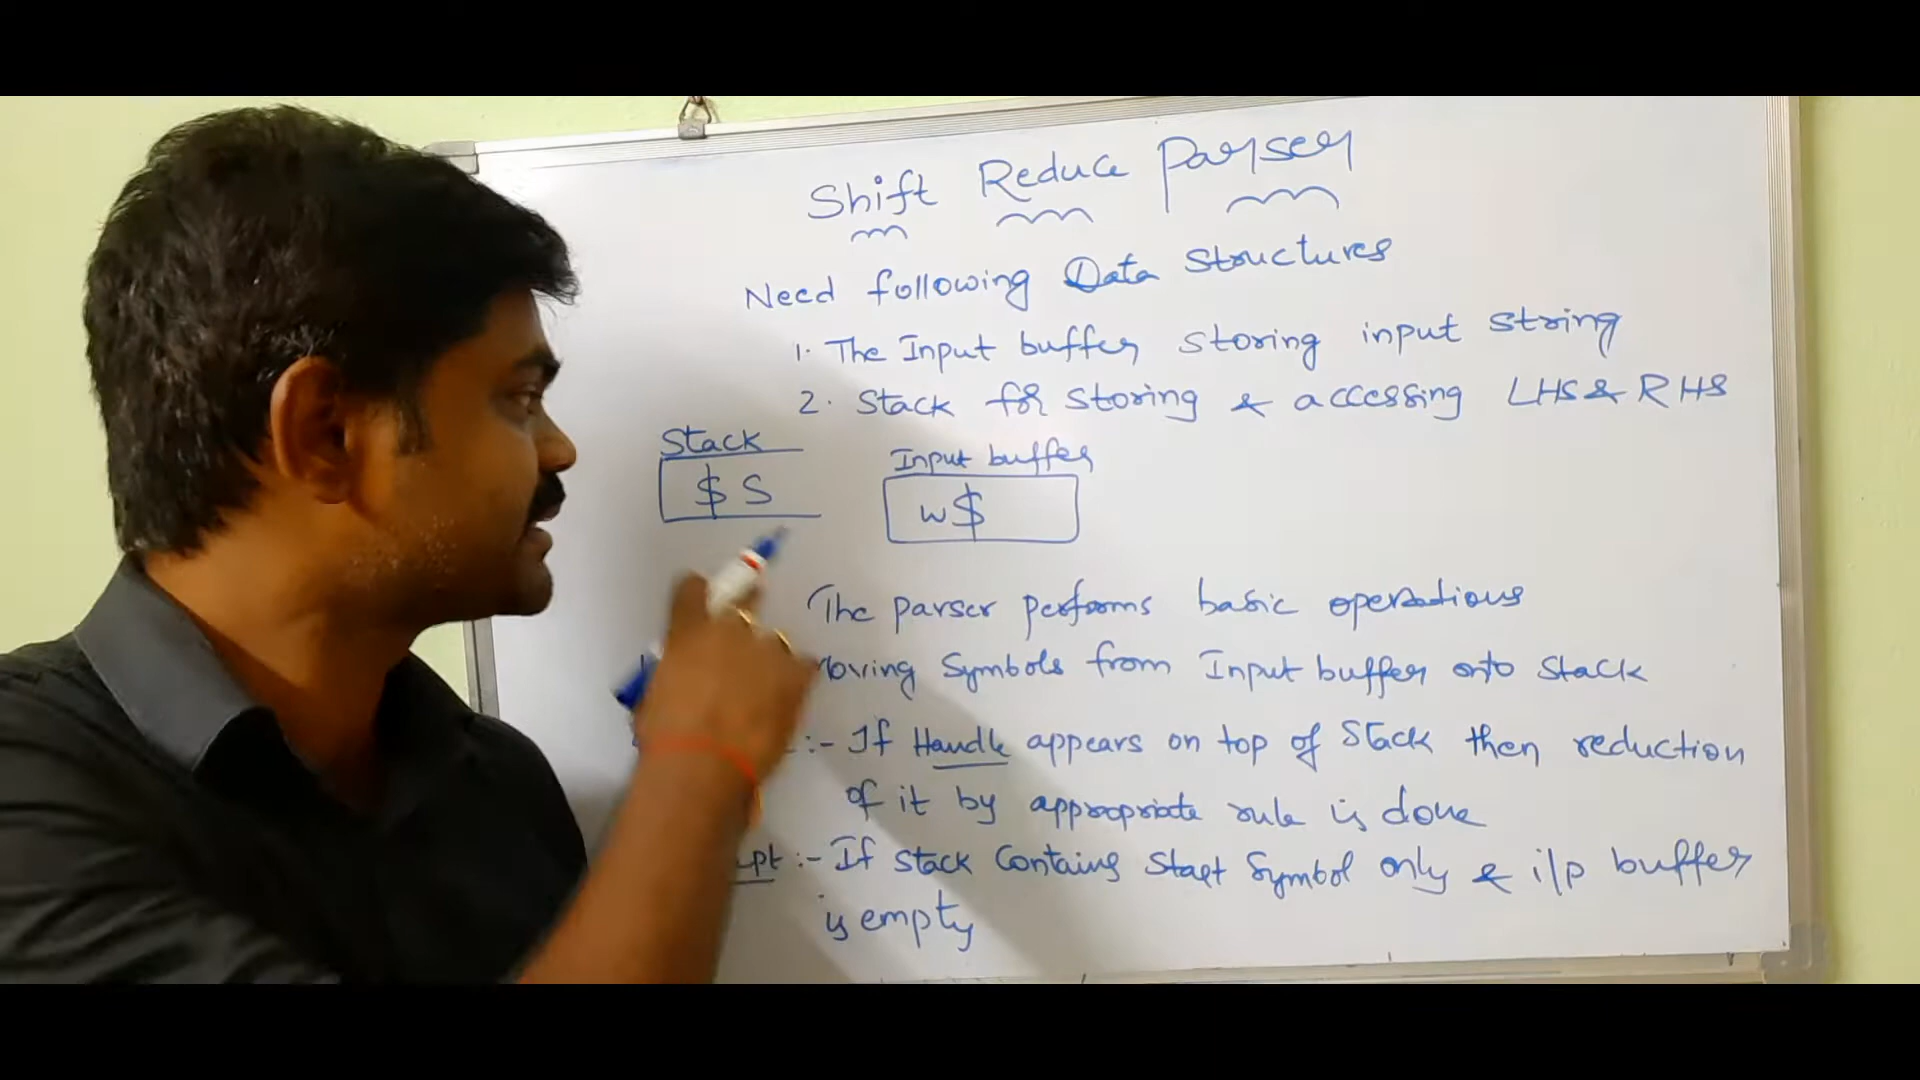 Shift Reduce Parser
Need following Data Structures
1. The Input buffer storing input string
2. Stack for storing & accessing LHS & RHS
Stack
Input buffer
$ S
w$
The parser performs basic operations
Moving Symbols from Input buffer onto Stack
:- If Handle appears on top of Stack then reduction
of it by appropriate rule is done
:- If Stack Contains Start Symbol only & i/p buffer
is empty